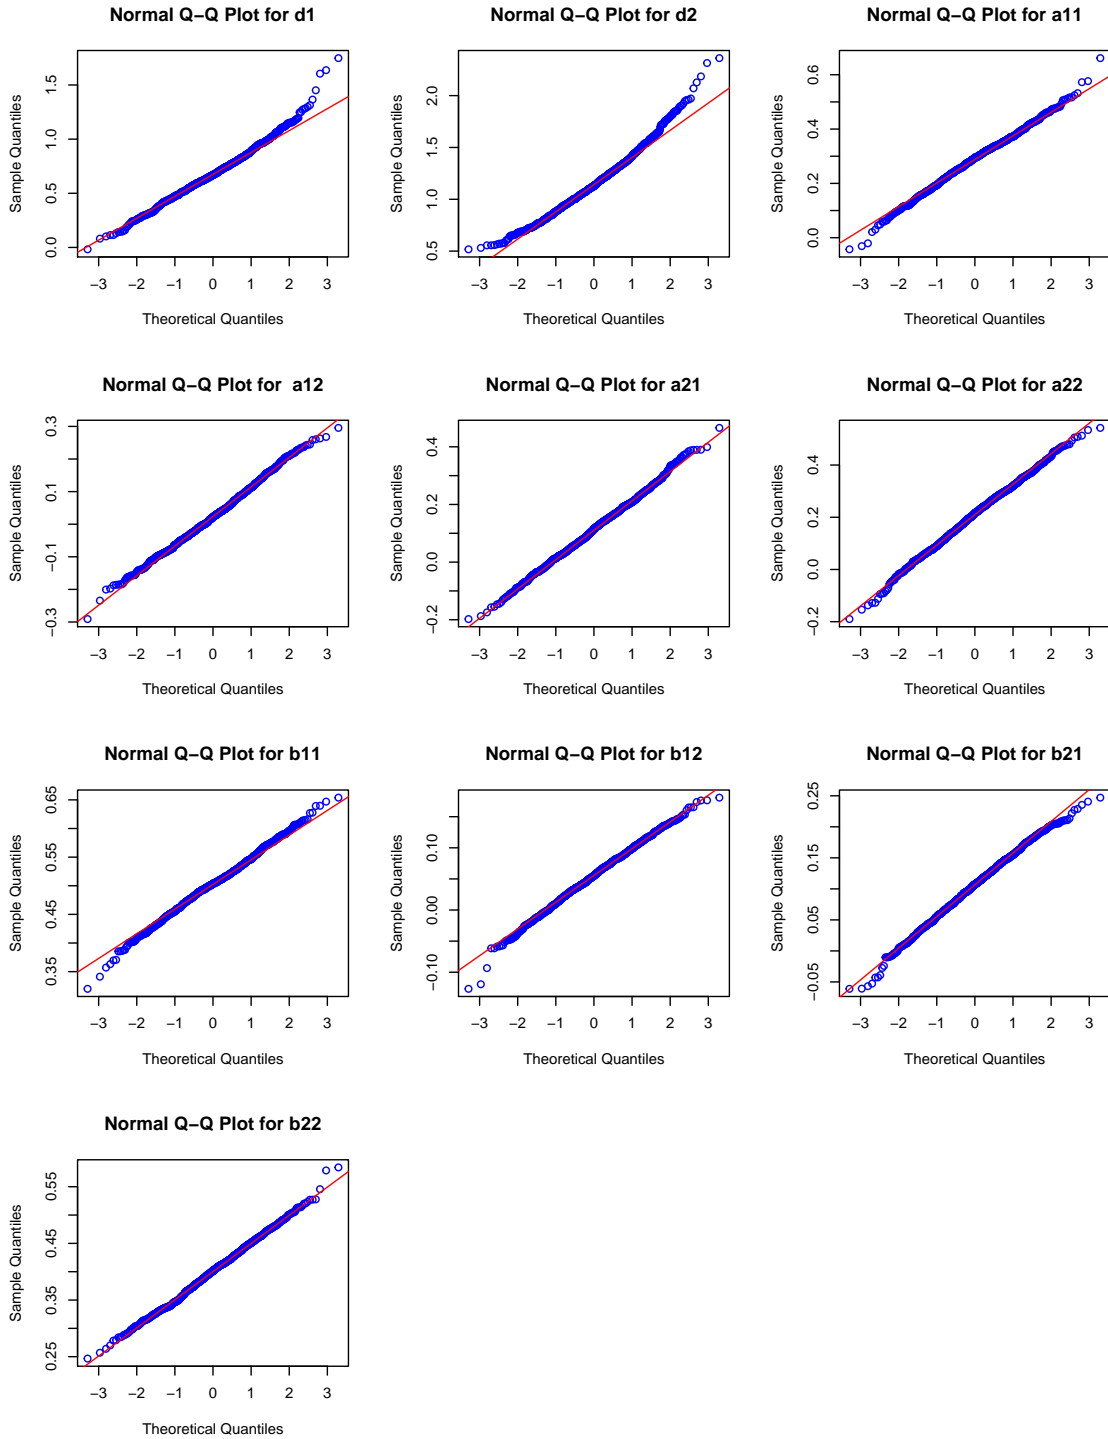 Normal Q−Q Plot for d1
Sample Quantiles
0.0 0.5 1.0 1.5
−3 −2 −1 0 1 2 3
Theoretical Quantiles
Normal Q−Q Plot for d2
Sample Quantiles
0.5 1.0 1.5 2.0
−3 −2 −1 0 1 2 3
Theoretical Quantiles
Normal Q−Q Plot for a11
Sample Quantiles
0.0 0.2 0.4 0.6
−3 −2 −1 0 1 2 3
Theoretical Quantiles
Normal Q−Q Plot for  a12
Sample Quantiles
−0.3 −0.1 0.1 0.3
−3 −2 −1 0 1 2 3
Theoretical Quantiles
Normal Q−Q Plot for a21
Sample Quantiles
−0.2 0.0 0.2 0.4
−3 −2 −1 0 1 2 3
Theoretical Quantiles
Normal Q−Q Plot for a22
Sample Quantiles
−0.2 0.0 0.2 0.4
−3 −2 −1 0 1 2 3
Theoretical Quantiles
Normal Q−Q Plot for b11
Sample Quantiles
0.35 0.45 0.55 0.65
−3 −2 −1 0 1 2 3
Theoretical Quantiles
Normal Q−Q Plot for b12
Sample Quantiles
−0.10 0.00 0.10
−3 −2 −1 0 1 2 3
Theoretical Quantiles
Normal Q−Q Plot for b21
Sample Quantiles
−0.05 0.05 0.15 0.25
−3 −2 −1 0 1 2 3
Theoretical Quantiles
Normal Q−Q Plot for b22
Sample Quantiles
0.25 0.35 0.45 0.55
−3 −2 −1 0 1 2 3
Theoretical Quantiles